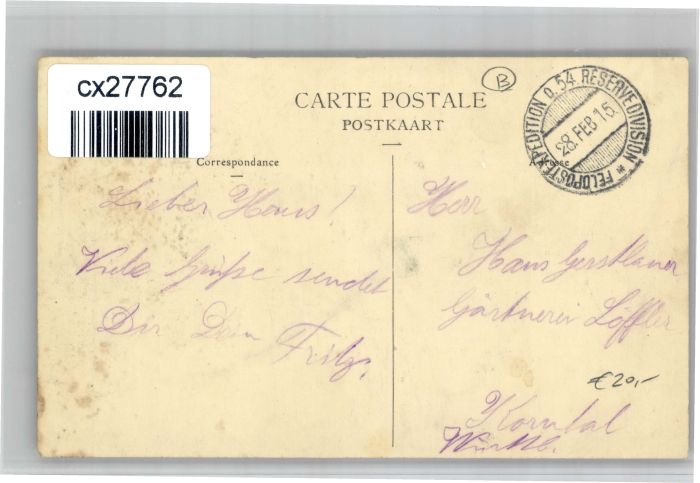 cx27762
B
CARTE POSTALE
POSTKAART
FELDPOSTEXPEDITION D. 54. RESERVEDIVISION *
28. FEB 15.
Correspondance
Adresse
Lieber Hans!
Viele Grüße sendet
Dir Dein
Fritz.
Herr
Hans Gerstlauer
Gärtnerei Löffler
€20,-
Korntal
Württb.